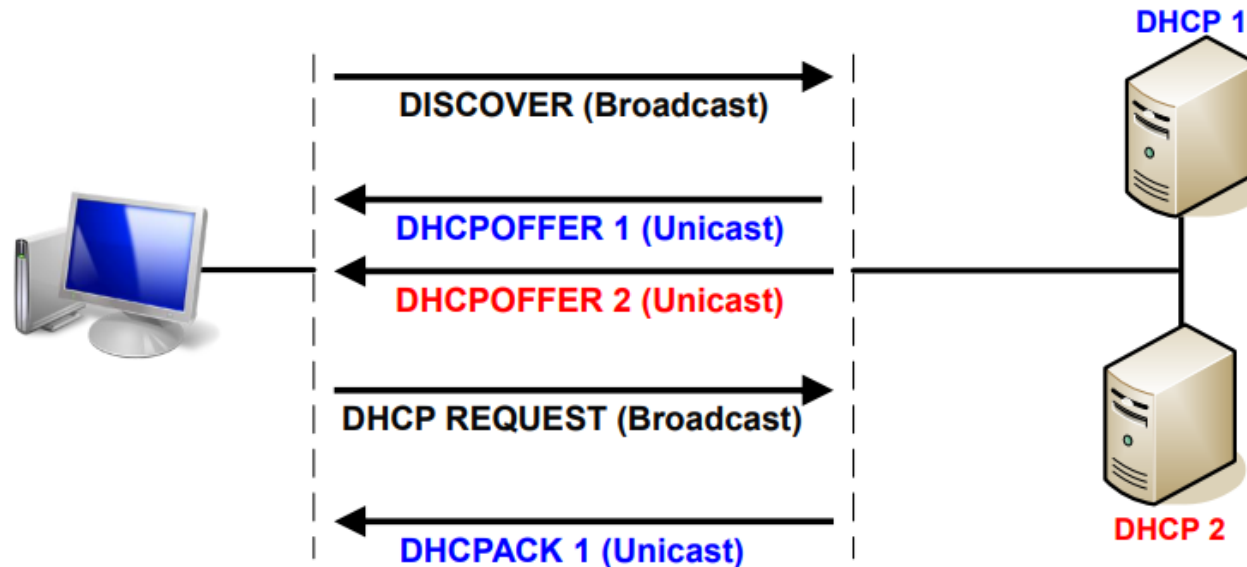 DHCP 1
DISCOVER (Broadcast)
DHCPOFFER 1 (Unicast)
DHCPOFFER 2 (Unicast)
DHCP REQUEST (Broadcast)
DHCPACK 1 (Unicast)
DHCP 2